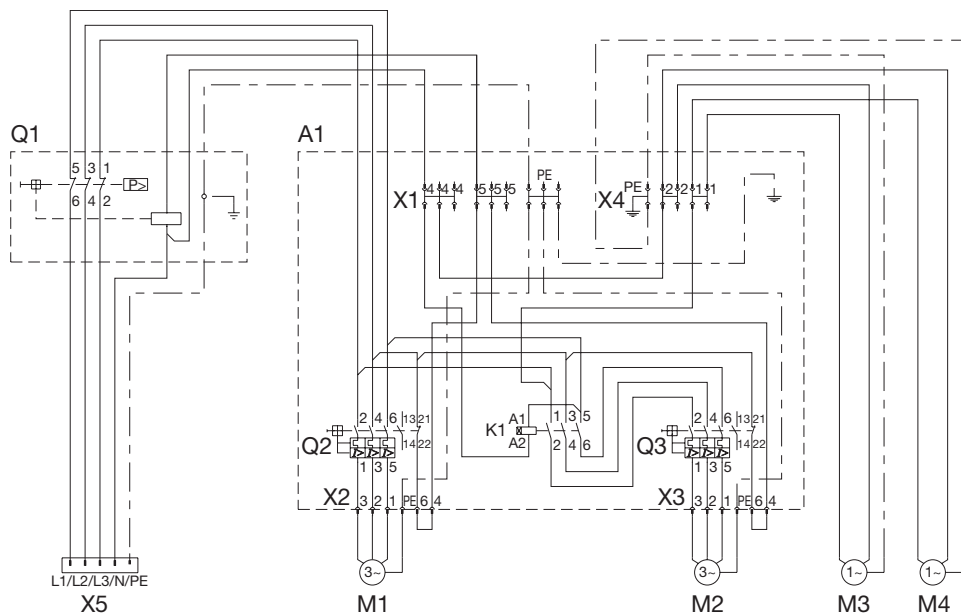 Q1
5 3 1
P>
6 4 2
A1
X1
4 4 4 5 5 5 PE
X4
PE 2 2 1 1
2 4 6 13 21
Q2
14 22
I> I> I>
1 3 5
A1
K1
A2
1 3 5
2 4 6
2 4 6 13 21
Q3
14 22
I> I> I>
1 3 5
X2
3 2 1 PE 6 4
X3
3 2 1 PE 6 4
L1/L2/L3/N/PE
X5
3~
M1
3~
M2
1~
M3
1~
M4